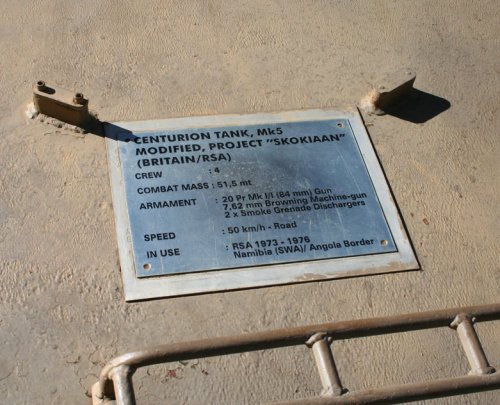 CENTURION TANK, Mk5
MODIFIED, PROJECT "SKOKIAAN"
(BRITAIN/RSA)
CREW : 4
COMBAT MASS : 51,5 mt
ARMAMENT : 20 Pr Mk I/I (84 mm) Gun
7,62 mm Browning Machine-gun
2 x Smoke Grenade Dischargers
SPEED : 50 km/h - Road
IN USE : RSA 1973 - 1976
Namibia (SWA)/ Angola Border